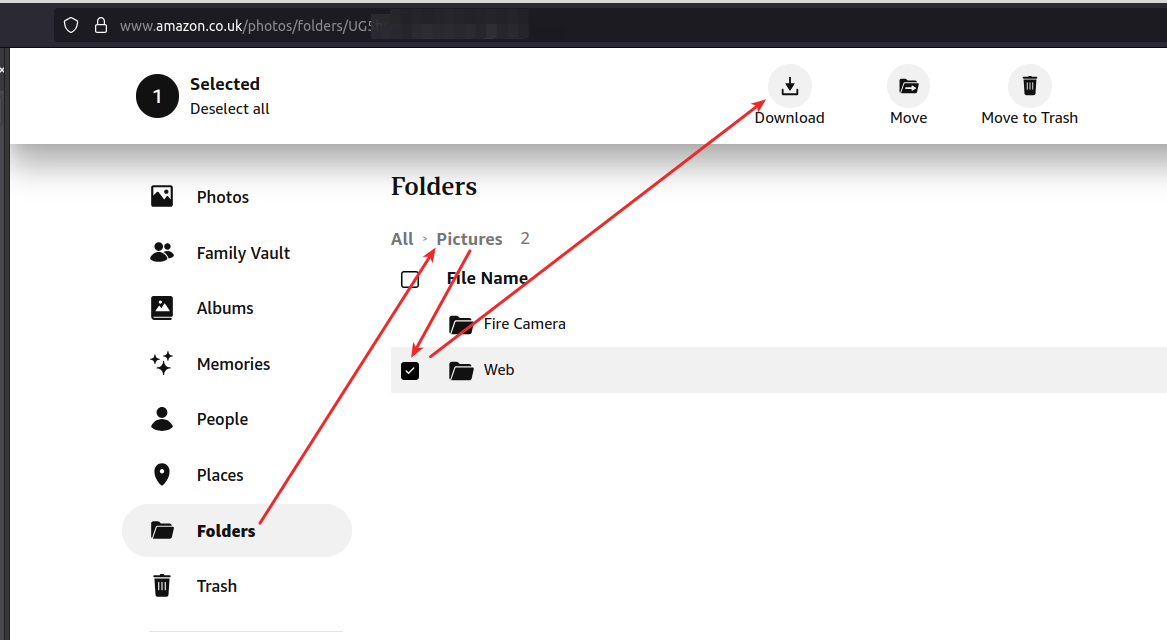 www.amazon.co.uk/photos/folders/UG5
1
Selected
Deselect all
Download
Move
Move to Trash
Photos
Family Vault
Albums
Memories
People
Places
Folders
Trash
Folders
All > Pictures 2
File Name
Fire Camera
Web